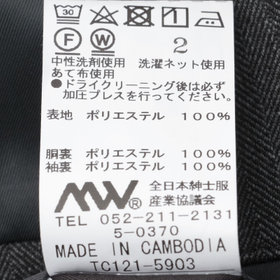 30
F W 2
中性洗剤使用 洗濯ネット使用
あて布使用
●ドライクリーニング後は必ず
加圧プレスを行ってください。
表地 ポリエステル 100%
胴裏 ポリエステル 100%
袖裏 ポリエステル 100%
全日本紳士服
産業協議会
TEL 052-211-2131
5-0370
MADE IN CAMBODIA
TC121-5903